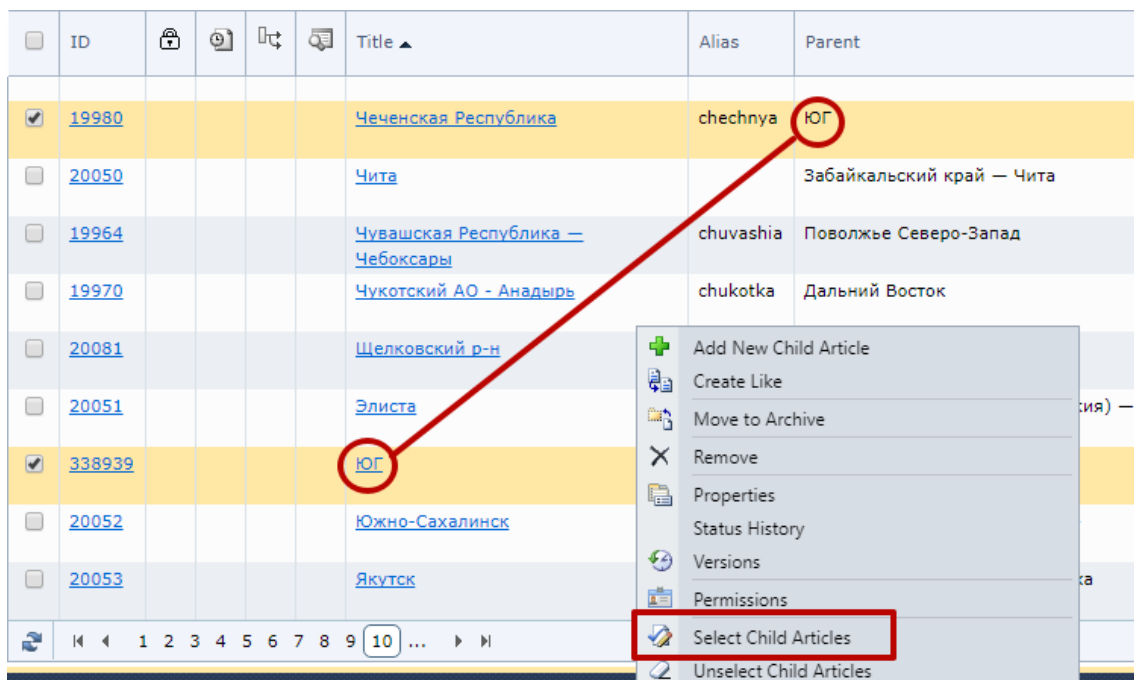 ID Title Alias Parent
19980 Чеченская Республика chechnya ЮГ
20050 Чита Забайкальский край — Чита
19964 Чувашская Республика — chuvashia Поволжье Северо-Запад
Чебоксары
19970 Чукотский АО - Анадырь chukotka Дальний Восток
20081 Щелковский р-н
Add New Child Article
Create Like
20051 Элиста ия) —
Move to Archive
338939 ЮГ
Remove
Properties
20052 Южно-Сахалинск
Status History
Versions
20053 Якутск ка
Permissions
1 2 3 4 5 6 7 8 9 10 ...
Select Child Articles
Unselect Child Articles